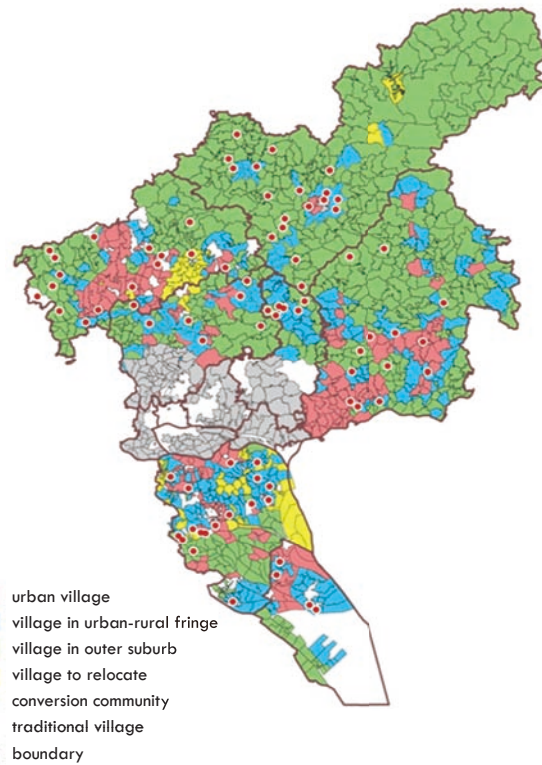 urban village
village in urban-rural fringe
village in outer suburb
village to relocate
conversion community
traditional village
boundary